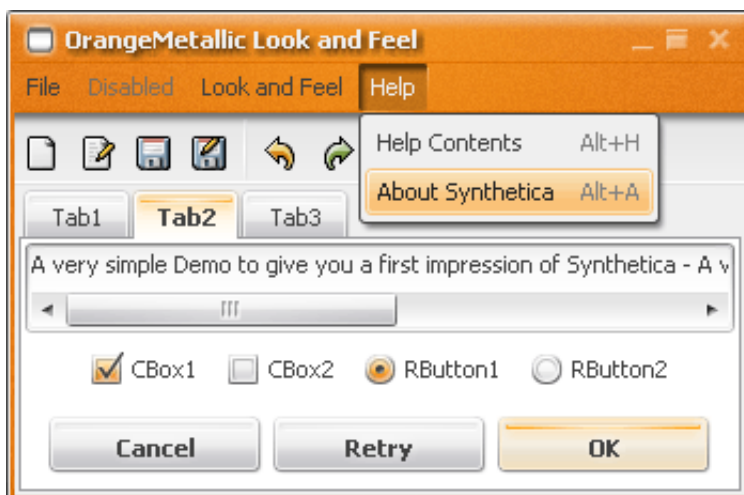 OrangeMetallic Look and Feel
File Disabled Look and Feel Help
Help Contents Alt+H
About Synthetica Alt+A
Tab1 Tab2 Tab3
A very simple Demo to give you a first impression of Synthetica - A v
CBox1 CBox2 RButton1 RButton2
Cancel Retry OK